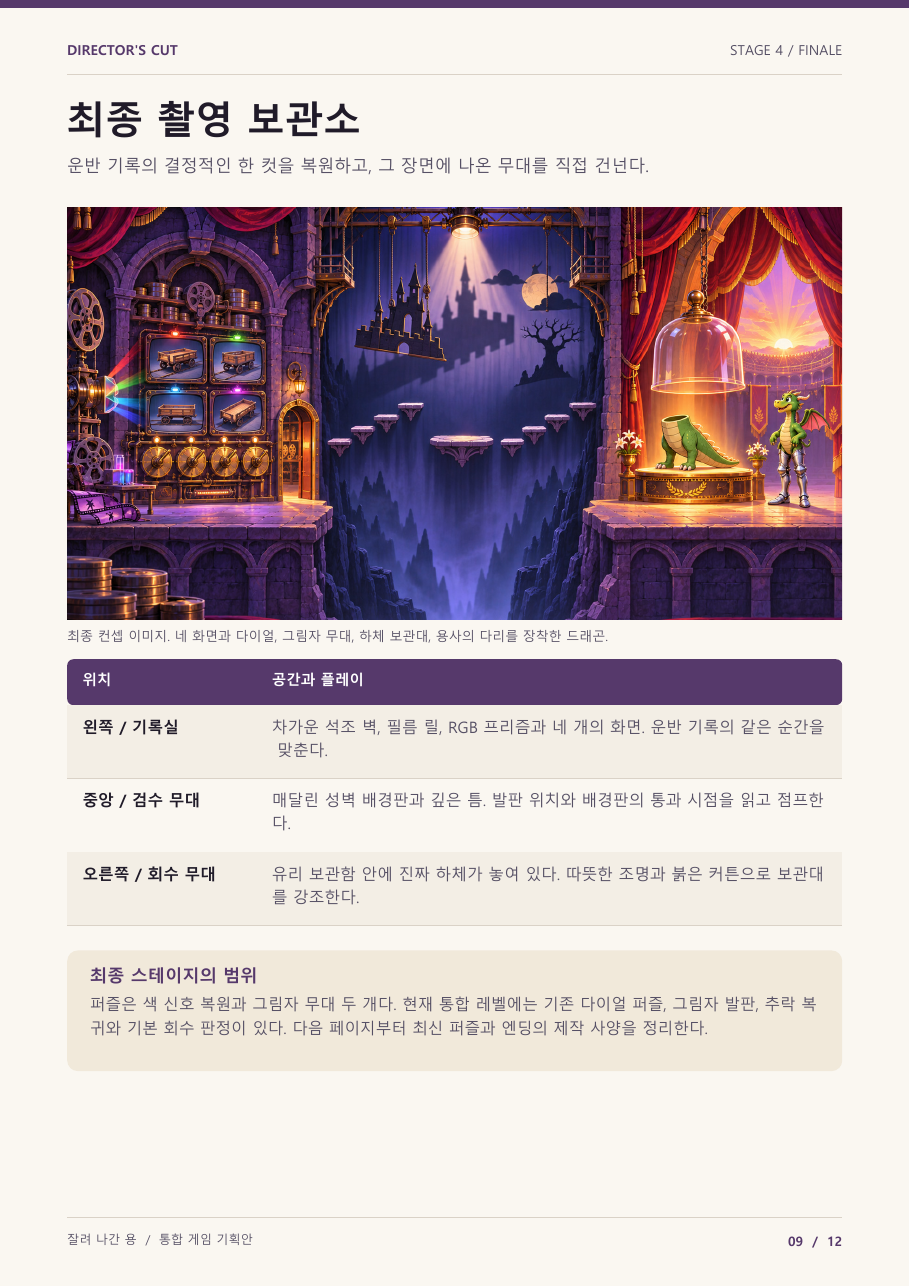 DIRECTOR'S CUT
STAGE 4 / FINALE
최종 촬영 보관소
운반 기록의 결정적인 한 컷을 복원하고, 그 장면에 나온 무대를 직접 건넌다.
최종 컨셉 이미지. 네 화면과 다이얼, 그림자 무대, 하체 보관대, 용사의 다리를 장착한 드래곤.
위치
공간과 플레이
왼쪽 / 기록실
차가운 석조 벽, 필름 릴, RGB 프리즘과 네 개의 화면. 운반 기록의 같은 순간을
맞춘다.
중앙 / 검수 무대
매달린 성벽 배경판과 깊은 틈. 발판 위치와 배경판의 통과 시점을 읽고 점프한
다.
오른쪽 / 회수 무대
유리 보관함 안에 진짜 하체가 놓여 있다. 따뜻한 조명과 붉은 커튼으로 보관대
를 강조한다.
최종 스테이지의 범위
퍼즐은 색 신호 복원과 그림자 무대 두 개다. 현재 통합 레벨에는 기존 다이얼 퍼즐, 그림자 발판, 추락 복
귀와 기본 회수 판정이 있다. 다음 페이지부터 최신 퍼즐과 엔딩의 제작 사양을 정리한다.
잘려 나간 용 / 통합 게임 기획안
09 / 12